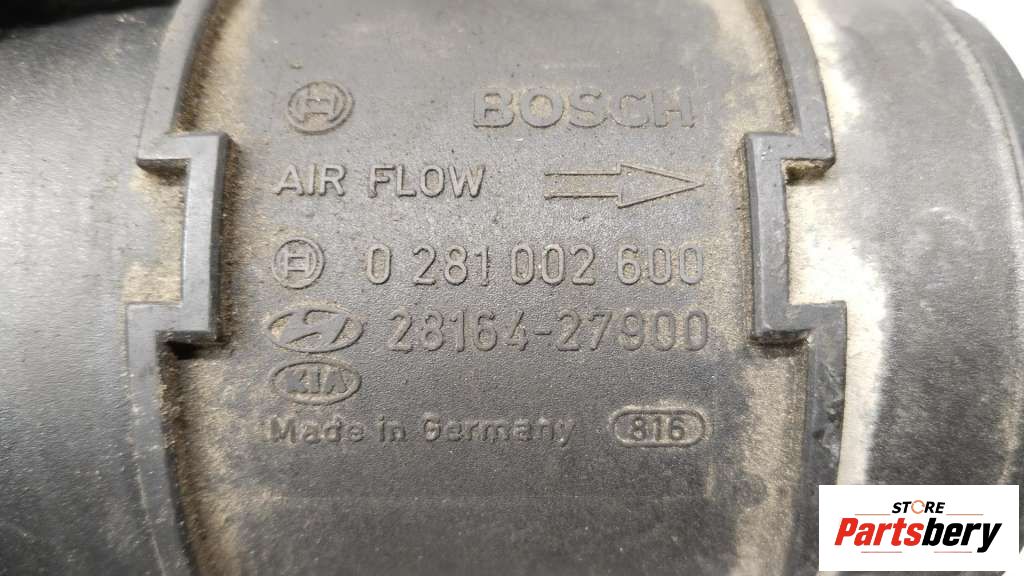 BOSCH
AIR FLOW
0 281 002 600
28164-27900
KIA
Made in Germany 816
STORE
Partsbery